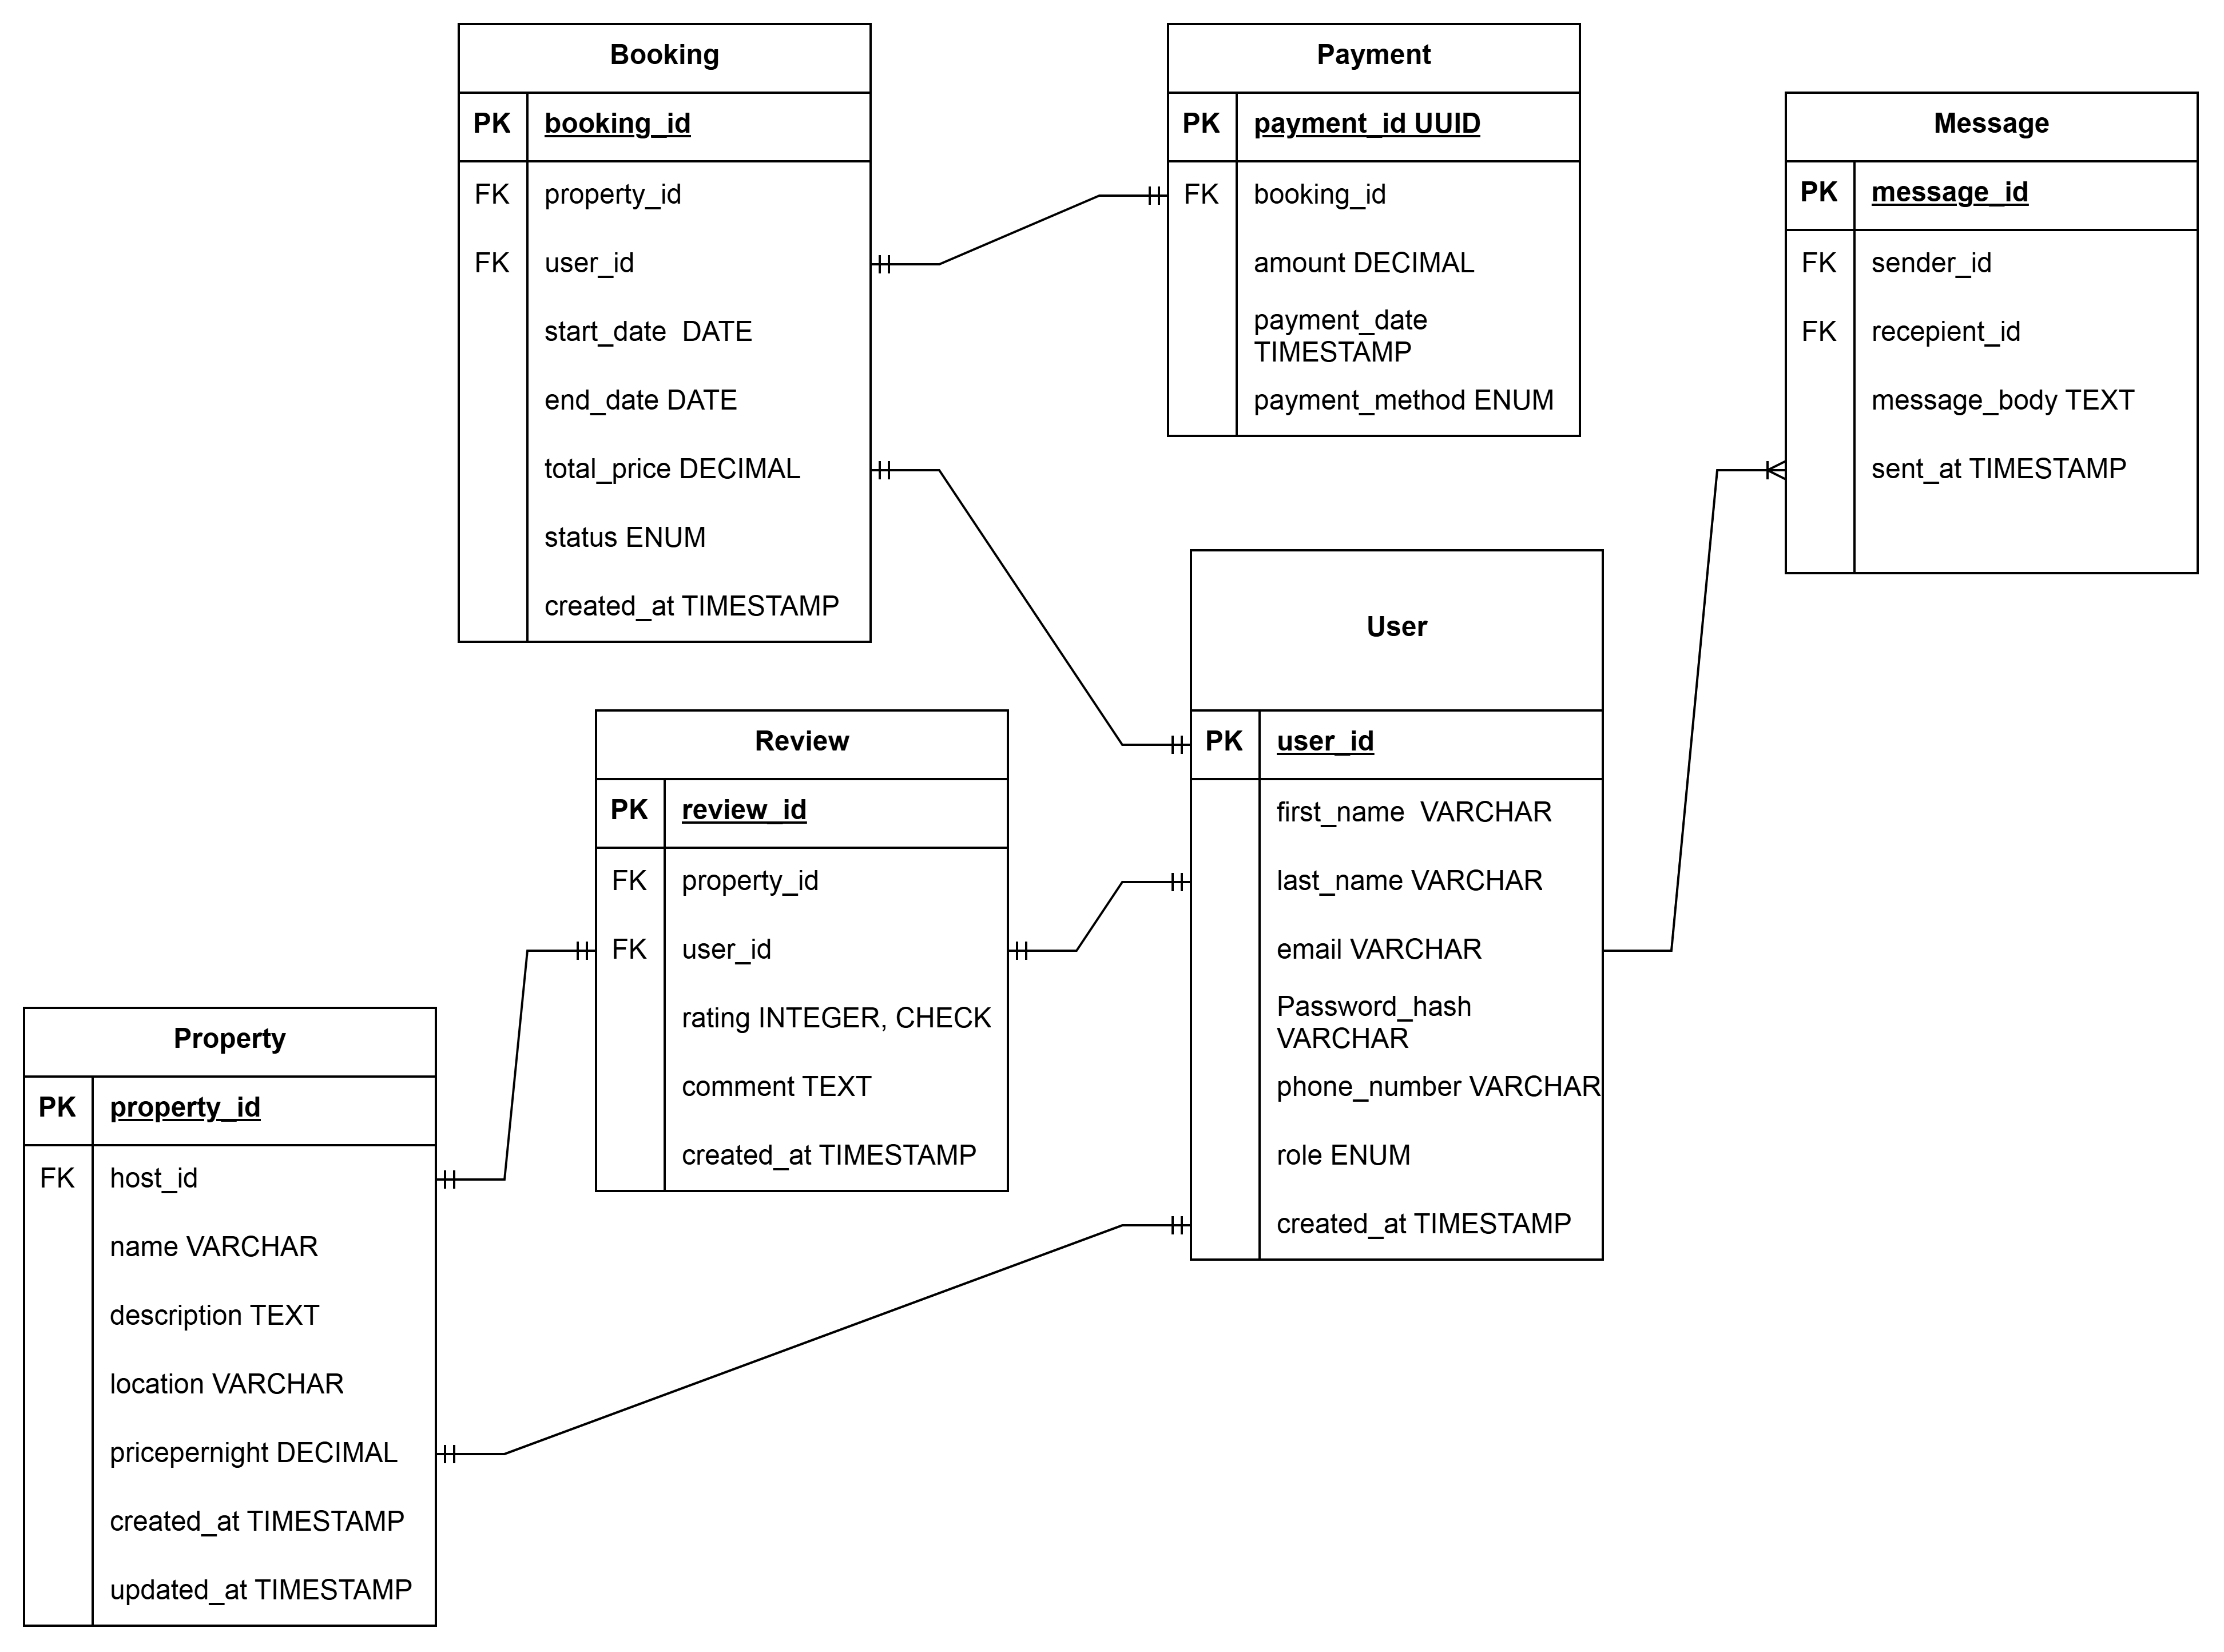 Booking
PK booking_id
FK property_id
FK user_id
start_date  DATE
end_date DATE
total_price DECIMAL
status ENUM
created_at TIMESTAMP
Payment
PK payment_id UUID
FK booking_id
amount DECIMAL
payment_date
TIMESTAMP
payment_method ENUM
Message
PK message_id
FK sender_id
FK recepient_id
message_body TEXT
sent_at TIMESTAMP
User
PK user_id
first_name  VARCHAR
last_name VARCHAR
email VARCHAR
Password_hash
VARCHAR
phone_number VARCHAR
role ENUM
created_at TIMESTAMP
Review
PK review_id
FK property_id
FK user_id
rating INTEGER, CHECK
comment TEXT
created_at TIMESTAMP
Property
PK property_id
FK host_id
name VARCHAR
description TEXT
location VARCHAR
pricepernight DECIMAL
created_at TIMESTAMP
updated_at TIMESTAMP